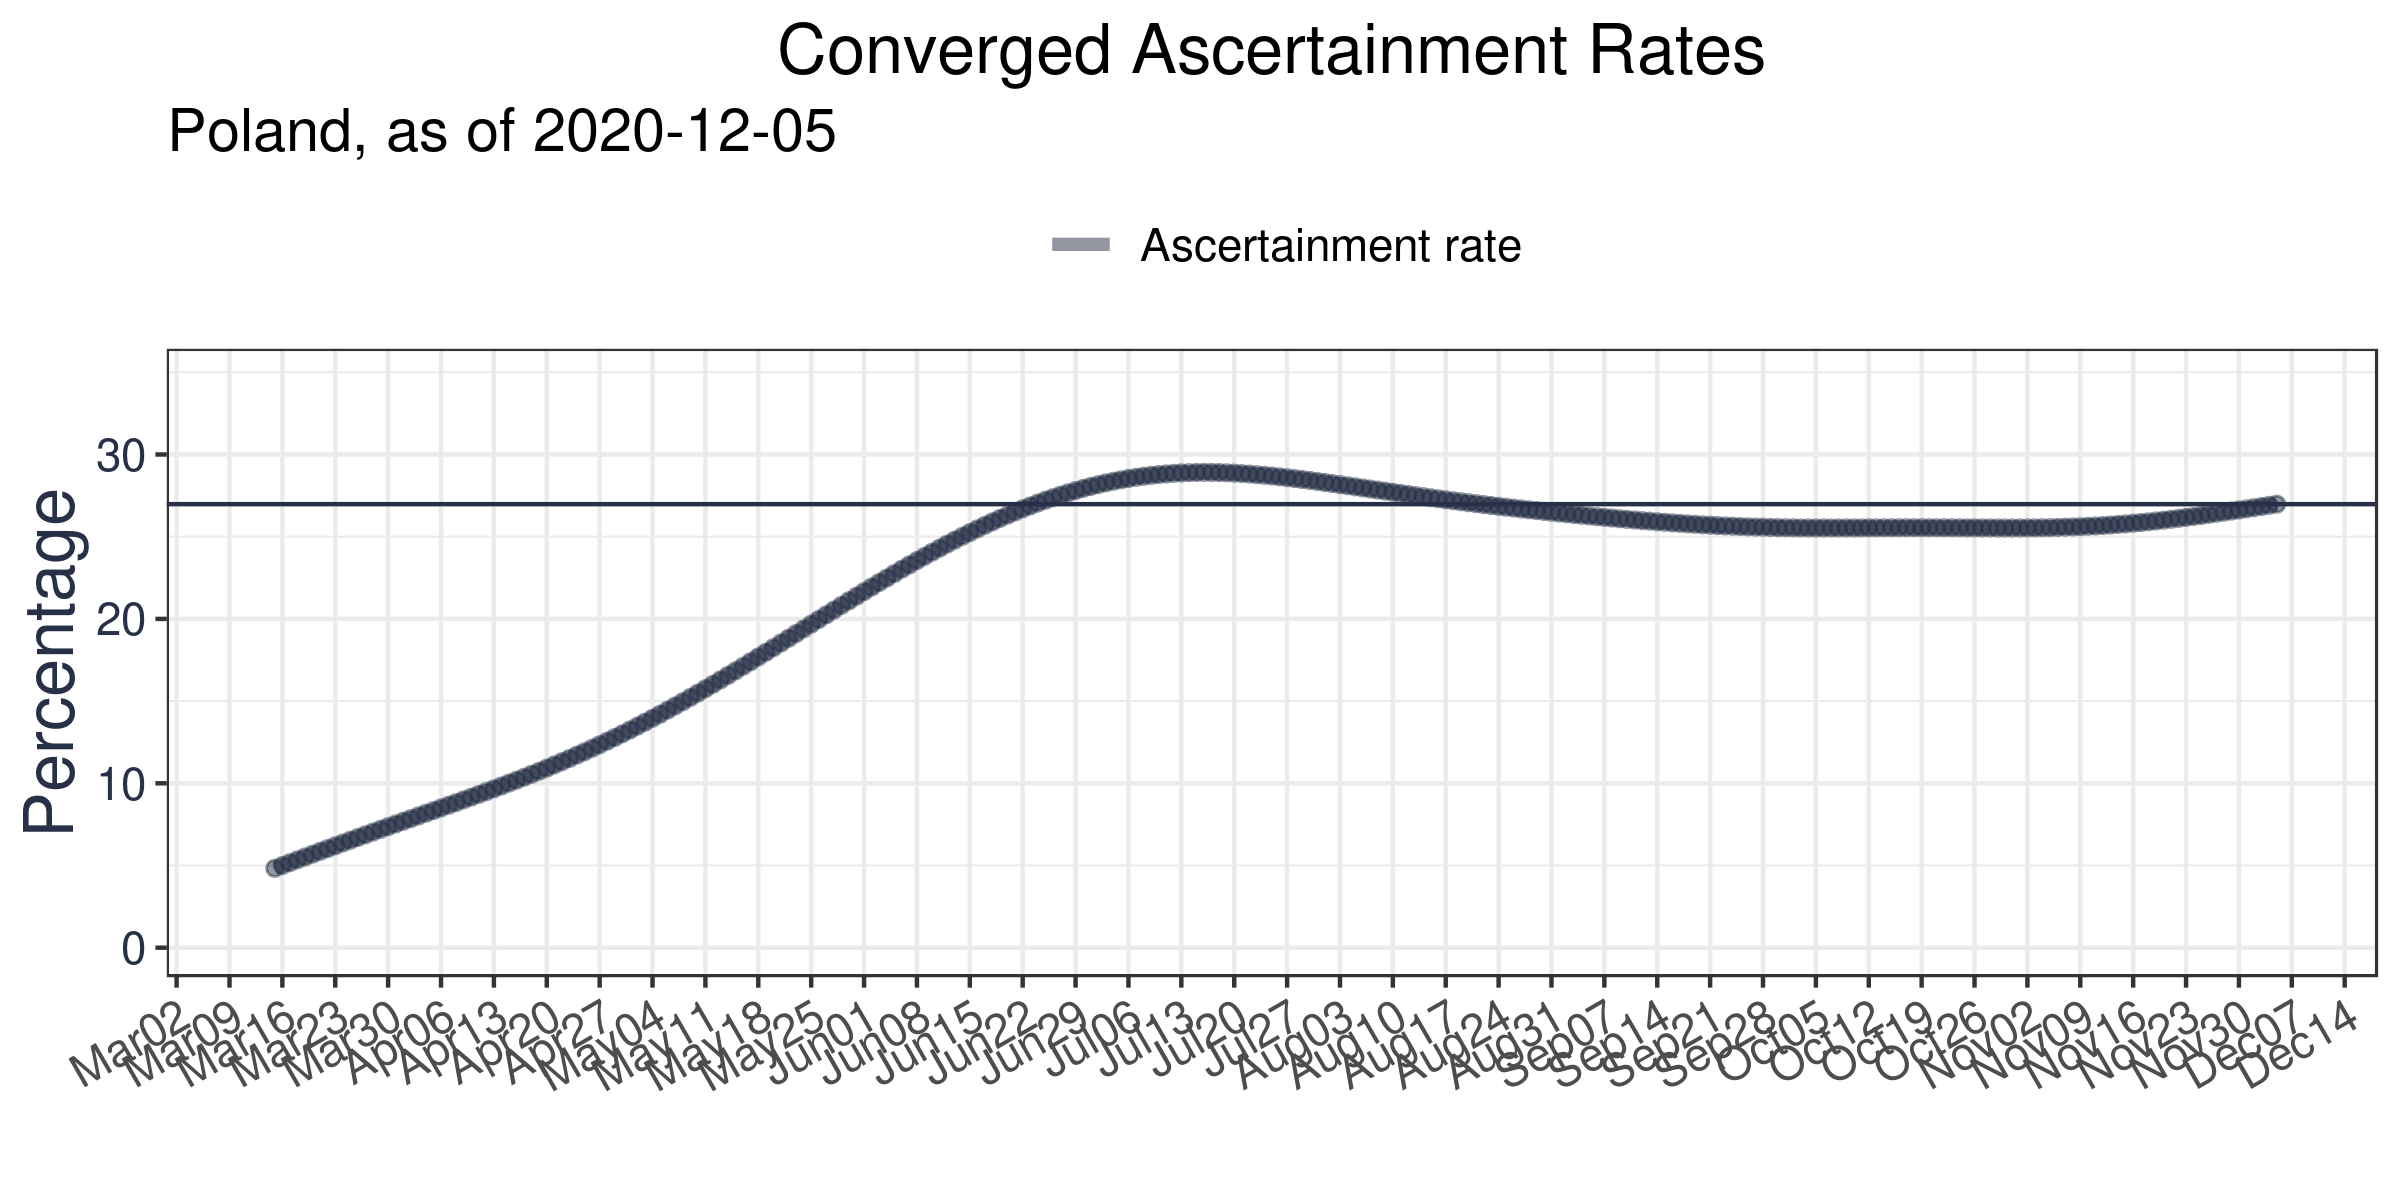 Converged Ascertainment Rates
Poland, as of 2020-12-05
Ascertainment rate
Percentage
30
20
10
0
Mar02
Mar09
Mar16
Mar23
Mar30
Apr06
Apr13
Apr20
Apr27
May04
May11
May18
May25
Jun01
Jun08
Jun15
Jun22
Jun29
Jul06
Jul13
Jul20
Jul27
Aug03
Aug10
Aug17
Aug24
Aug31
Sep07
Sep14
Sep21
Sep28
Oct05
Oct12
Oct19
Oct26
Nov02
Nov09
Nov16
Nov23
Nov30
Dec07
Dec14